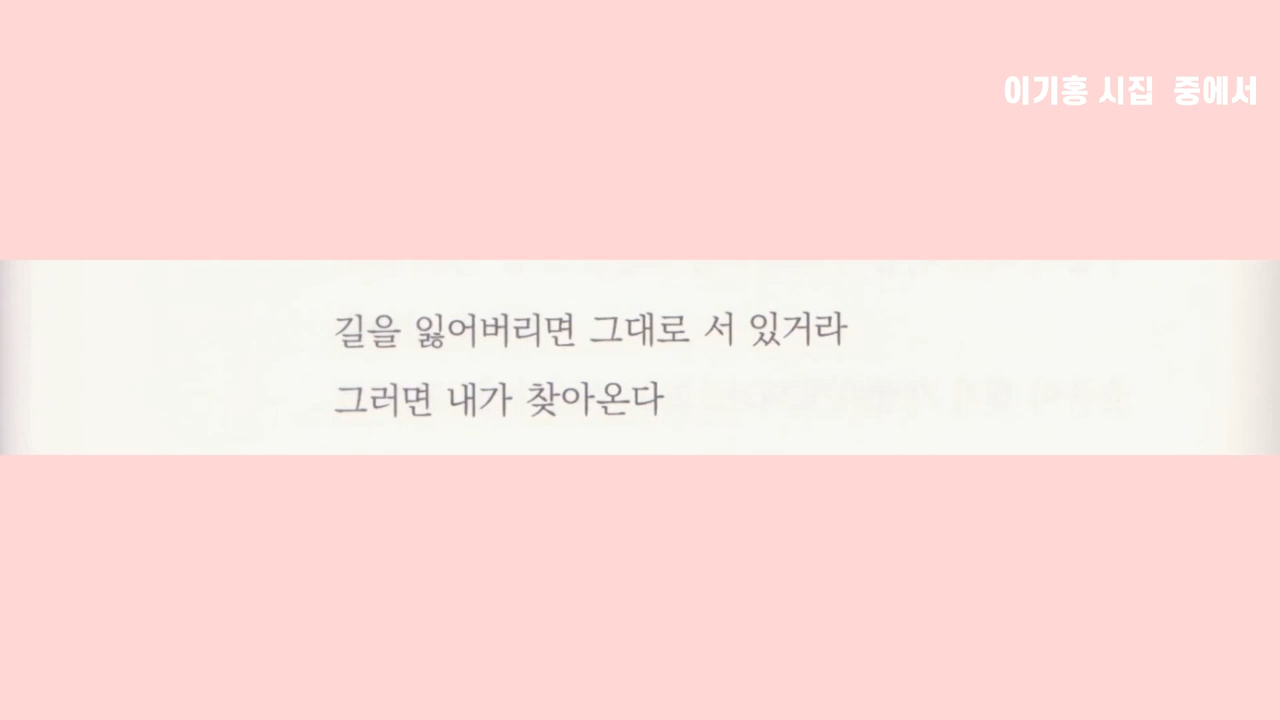 이기홍 시집 중에서
길을 잃어버리면 그대로 서 있거라
그러면 내가 찾아온다